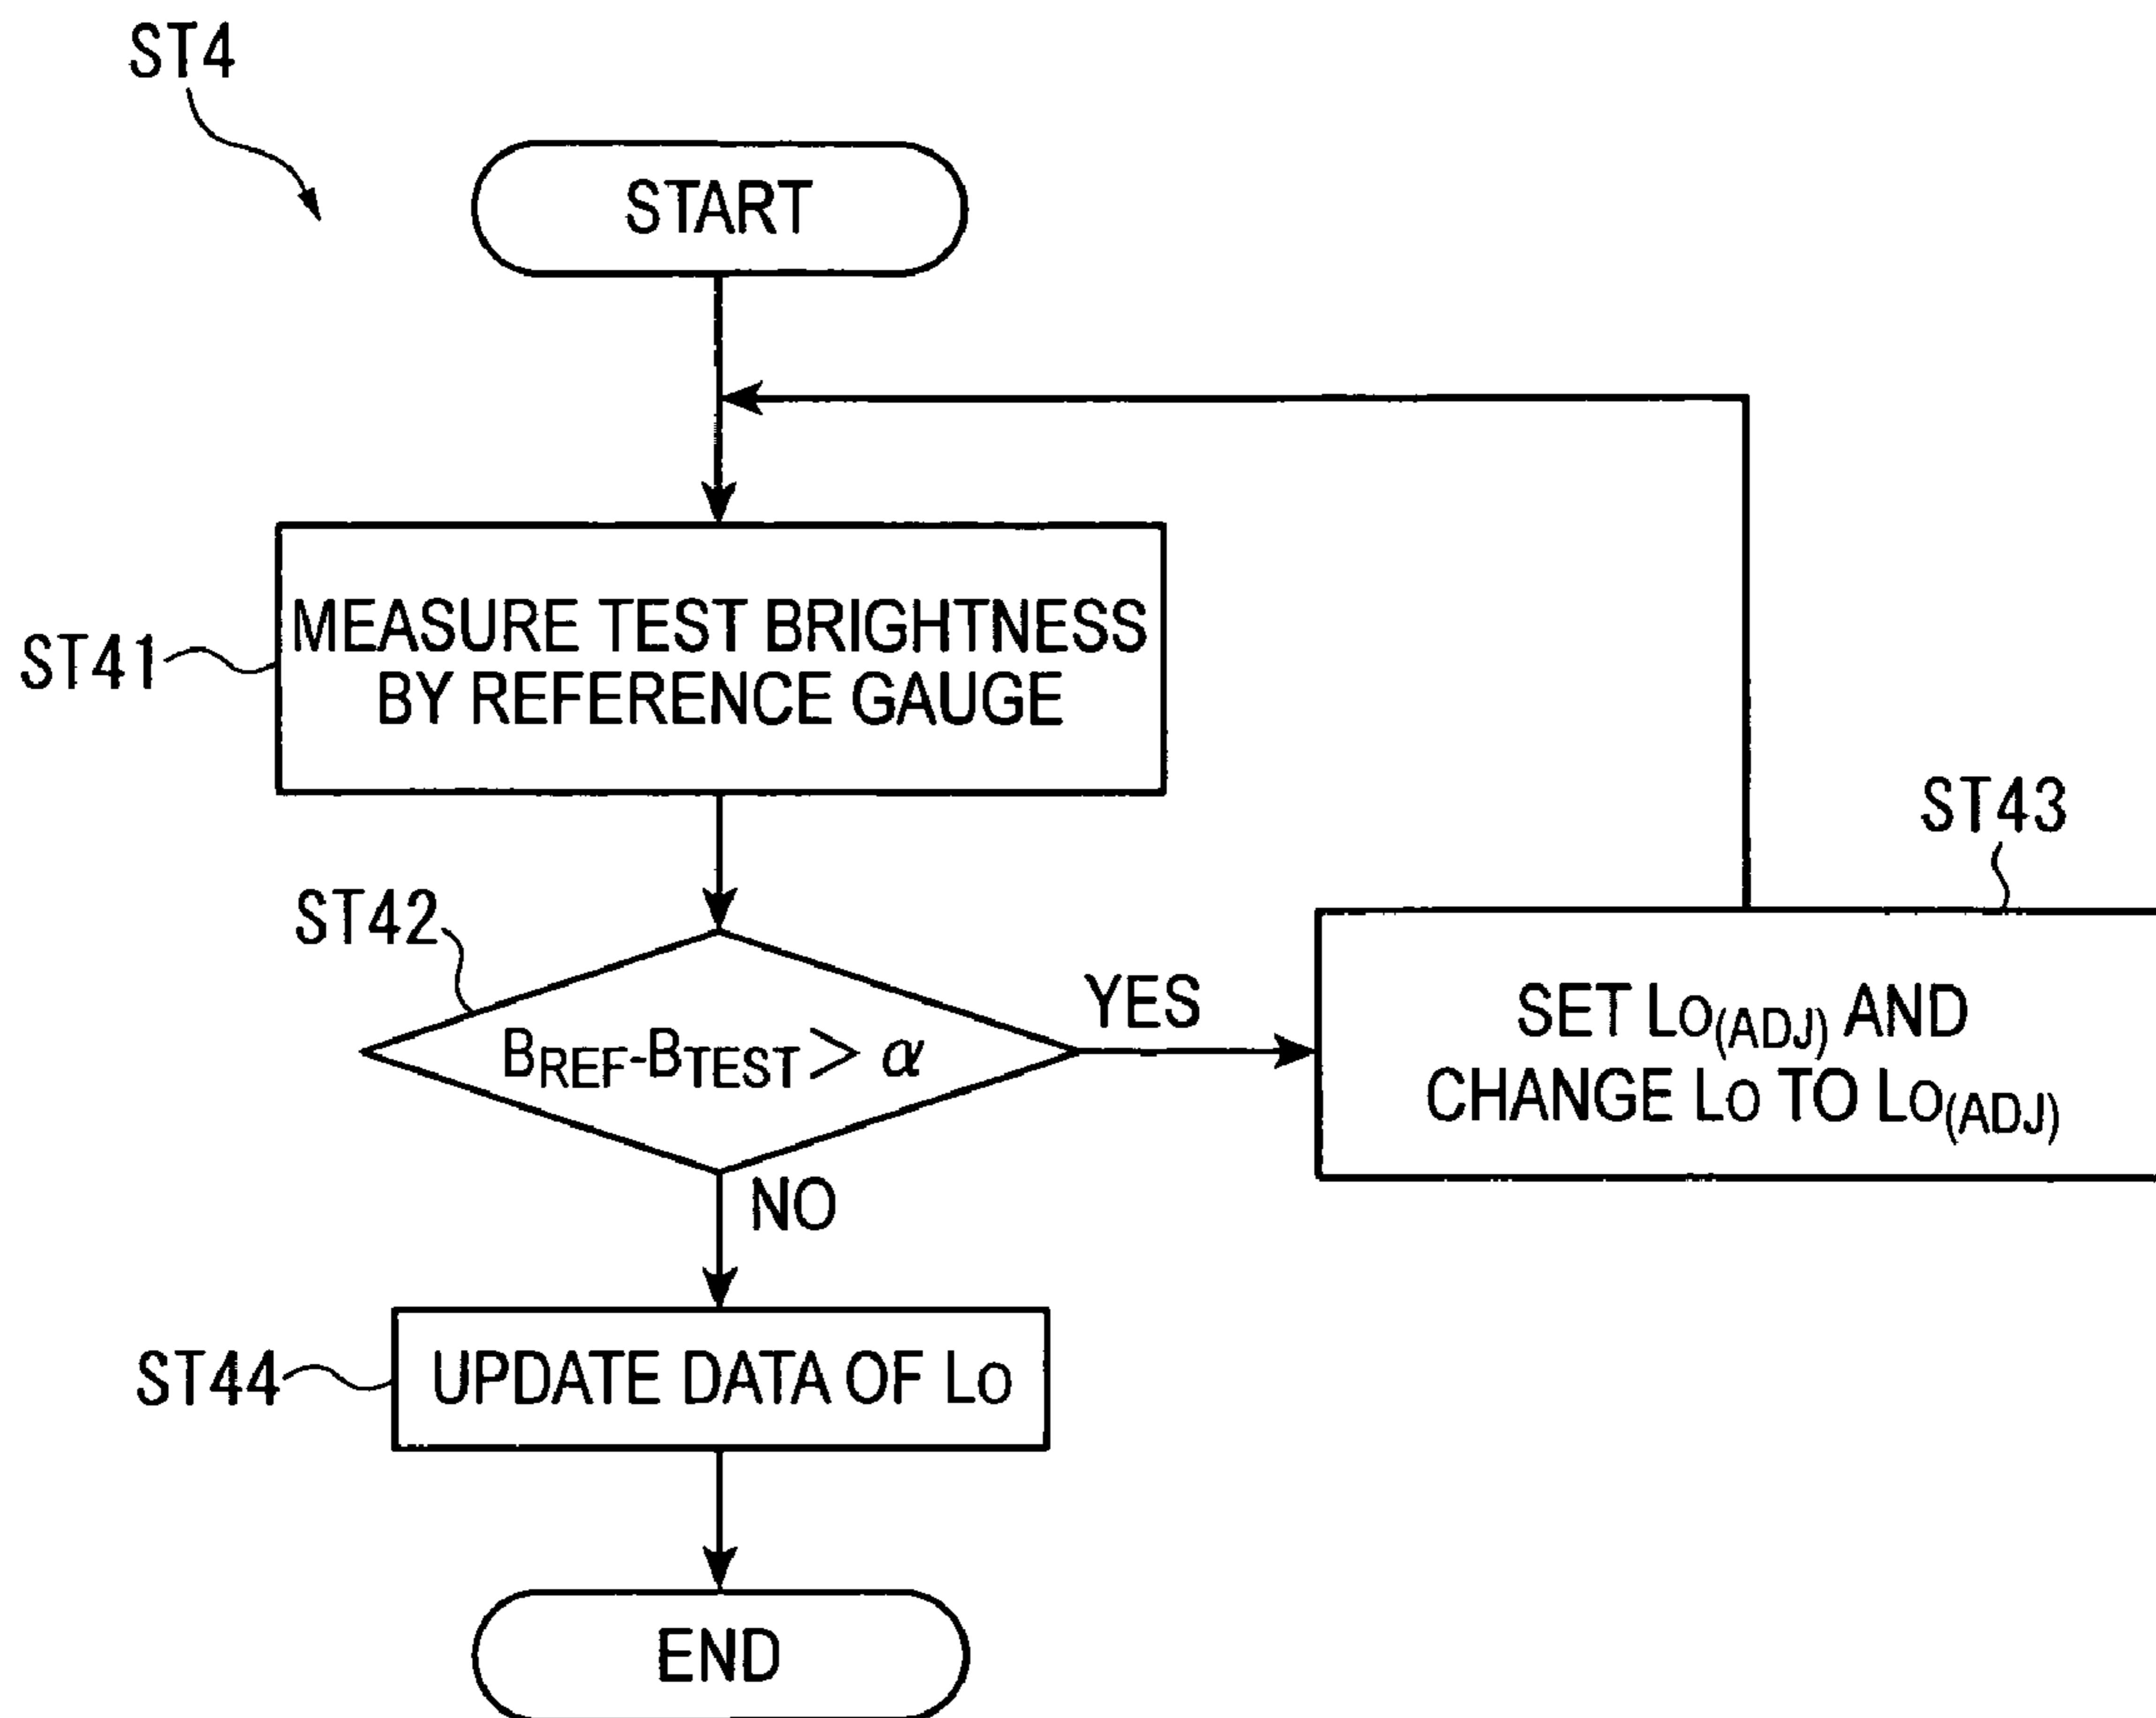 ST4
START
MEASURE TEST BRIGHTNESS
BY REFERENCE GAUGE
ST41
ST43
ST42
YES
BREF-BTEST > α
SET LO(ADJ) AND
CHANGE LO TO LO(ADJ)
NO
UPDATE DATA OF LO
ST44
END